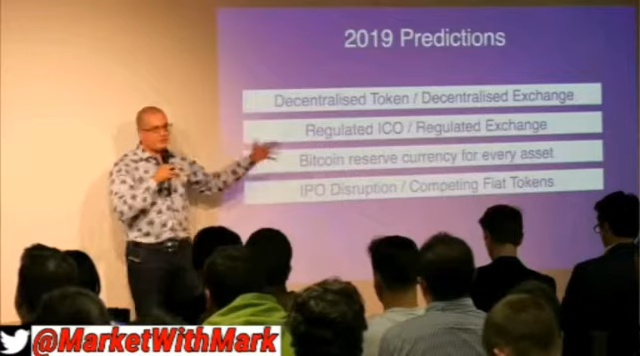 2019 Predictions
Decentralised Token / Decentralised Exchange
Regulated ICO / Regulated Exchange
Bitcoin reserve currency for every asset
IPO Disruption / Competing Fiat Tokens
@MarketWithMark